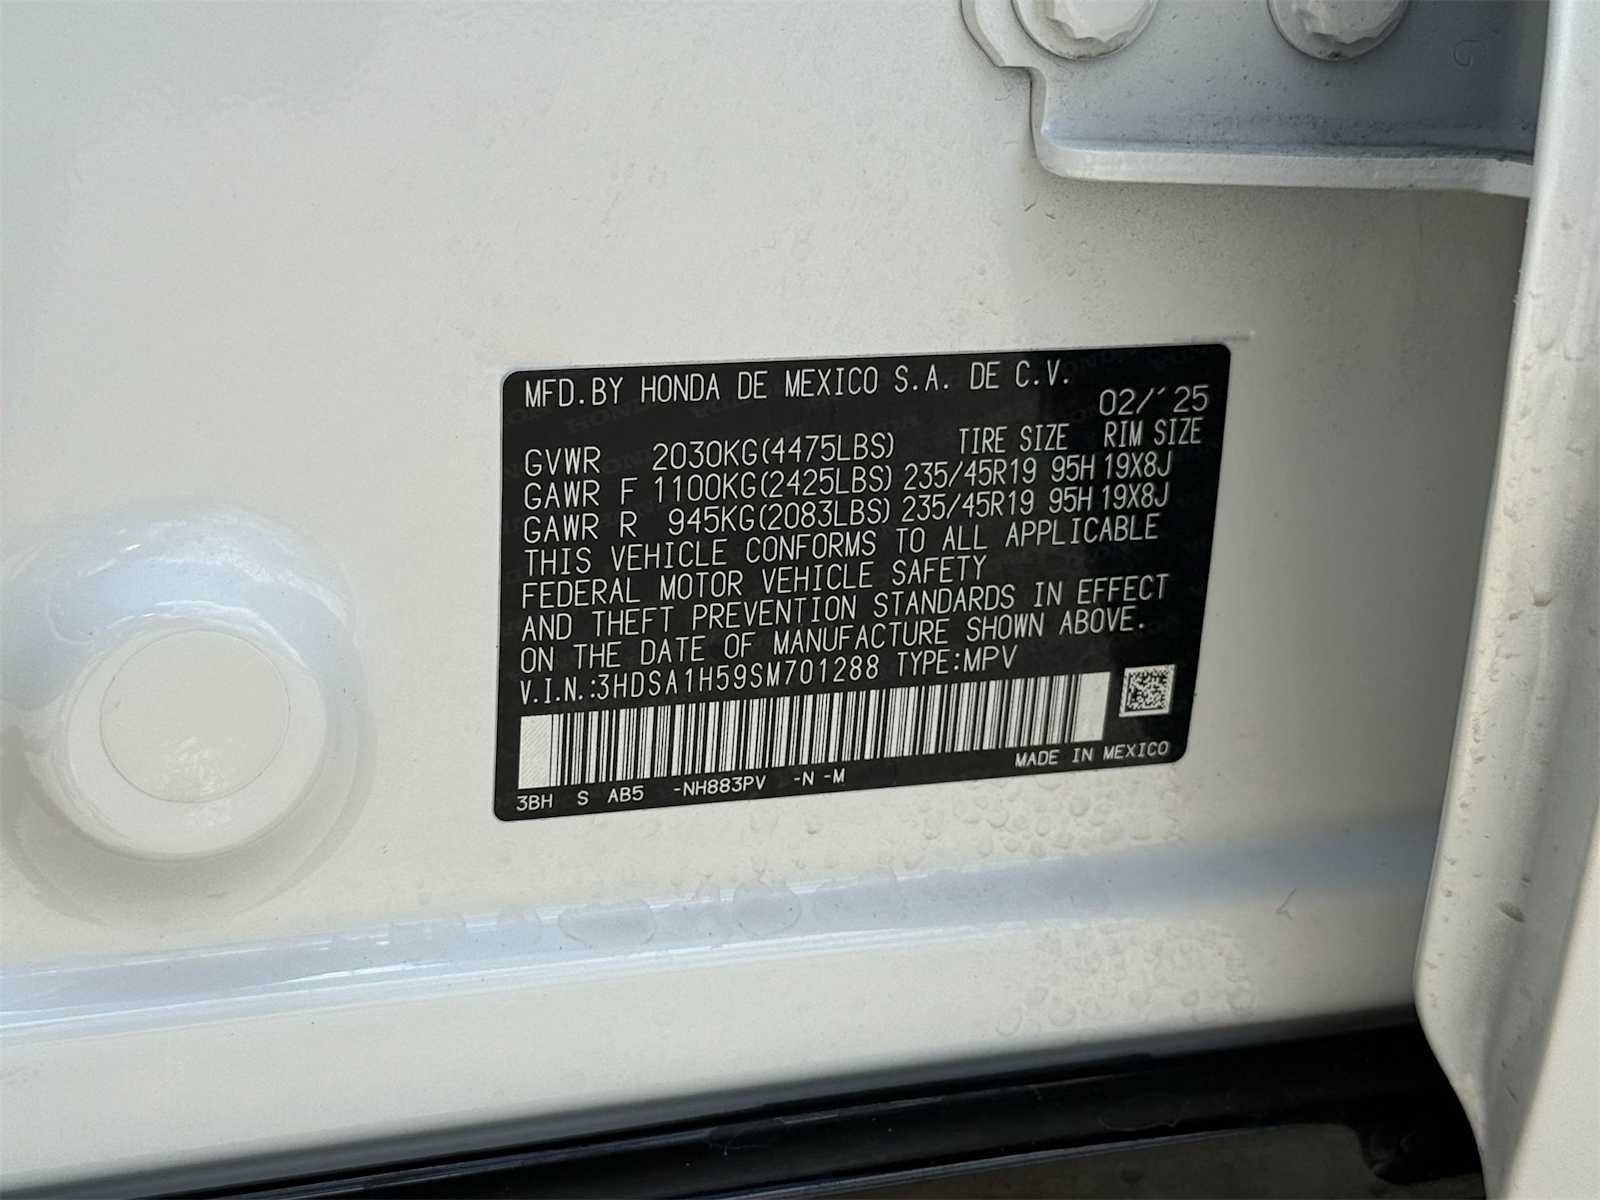 MFD.BY HONDA DE MEXICO S.A. DE C.V.
02/'25
GVWR 2030KG(4475LBS) TIRE SIZE RIM SIZE
GAWR F 1100KG(2425LBS) 235/45R19 95H 19X8J
GAWR R 945KG(2083LBS) 235/45R19 95H 19X8J
THIS VEHICLE CONFORMS TO ALL APPLICABLE
FEDERAL MOTOR VEHICLE SAFETY
AND THEFT PREVENTION STANDARDS IN EFFECT
ON THE DATE OF MANUFACTURE SHOWN ABOVE.
V.I.N.:3HDSA1H59SM701288 TYPE:MPV
MADE IN MEXICO
3BH S AB5 -NH883PV -N -M